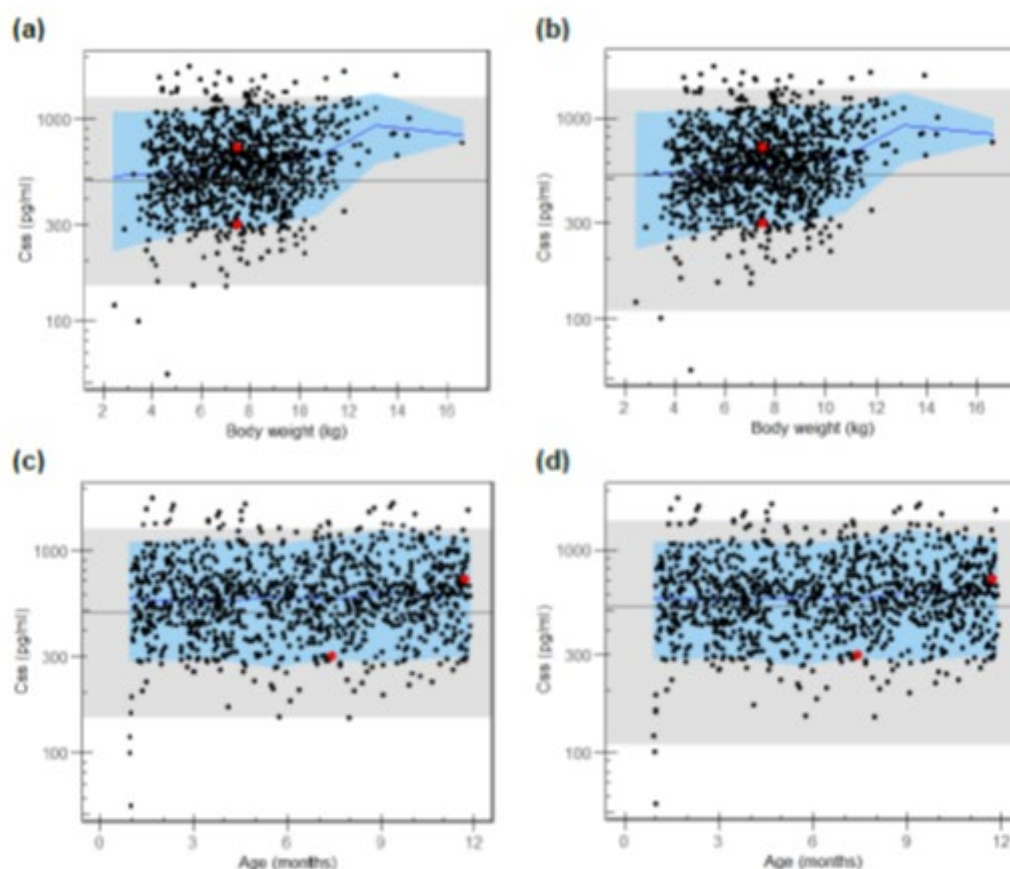 (a)
(b)
Css (pg/ml)
1000
300
100
2 4 6 8 10 12 14 16
Body weight (kg)
Css (pg/ml)
1000
300
100
2 4 6 8 10 12 14 16
Body weight (kg)
(c)
(d)
Css (pg/ml)
1000
300
100
0 3 6 9 12
Age (months)
Css (pg/ml)
1000
300
100
0 3 6 9 12
Age (months)